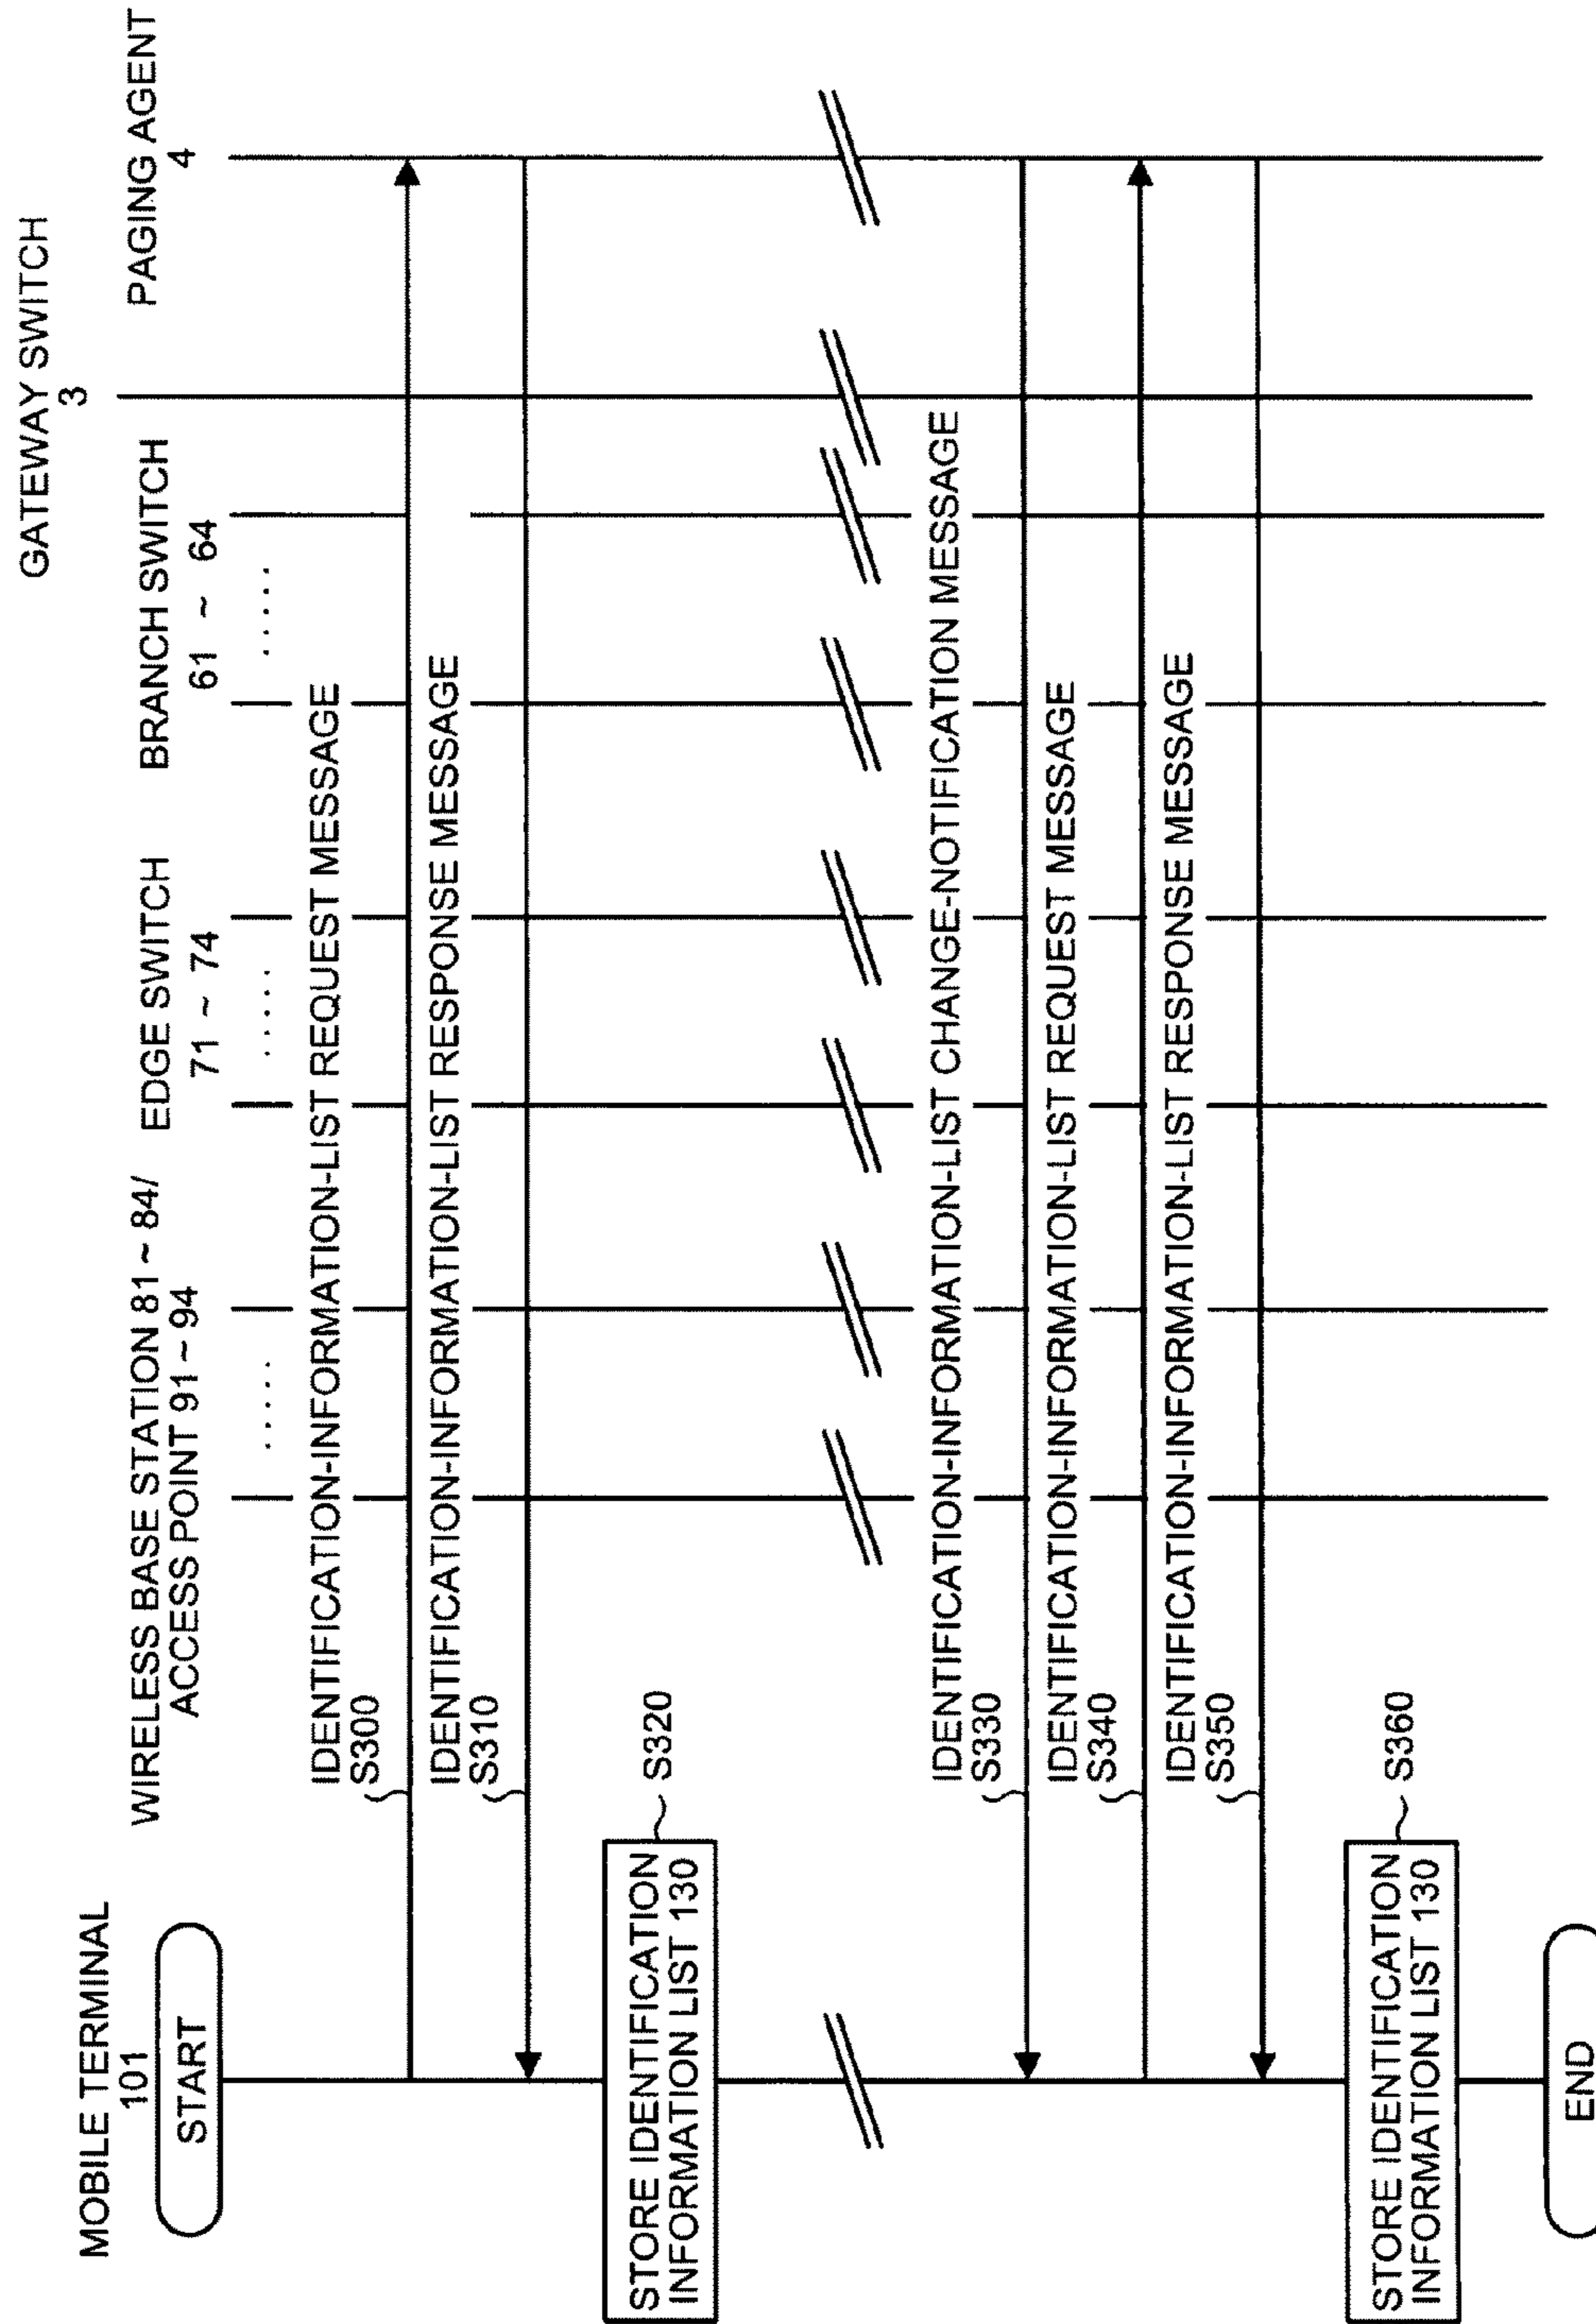 GATEWAY SWITCH
3
MOBILE TERMINAL
101
WIRELESS BASE STATION 81 ~ 84/
ACCESS POINT 91 ~ 94
.....
EDGE SWITCH
71 ~ 74
.....
BRANCH SWITCH
61 ~ 64
.....
PAGING AGENT
4
START
IDENTIFICATION-INFORMATION-LIST REQUEST MESSAGE
S300
IDENTIFICATION-INFORMATION-LIST RESPONSE MESSAGE
S310
STORE IDENTIFICATION
INFORMATION LIST 130
S320
IDENTIFICATION-INFORMATION-LIST CHANGE-NOTIFICATION MESSAGE
S330
IDENTIFICATION-INFORMATION-LIST REQUEST MESSAGE
S340
IDENTIFICATION-INFORMATION-LIST RESPONSE MESSAGE
S350
STORE IDENTIFICATION
INFORMATION LIST 130
S360
END